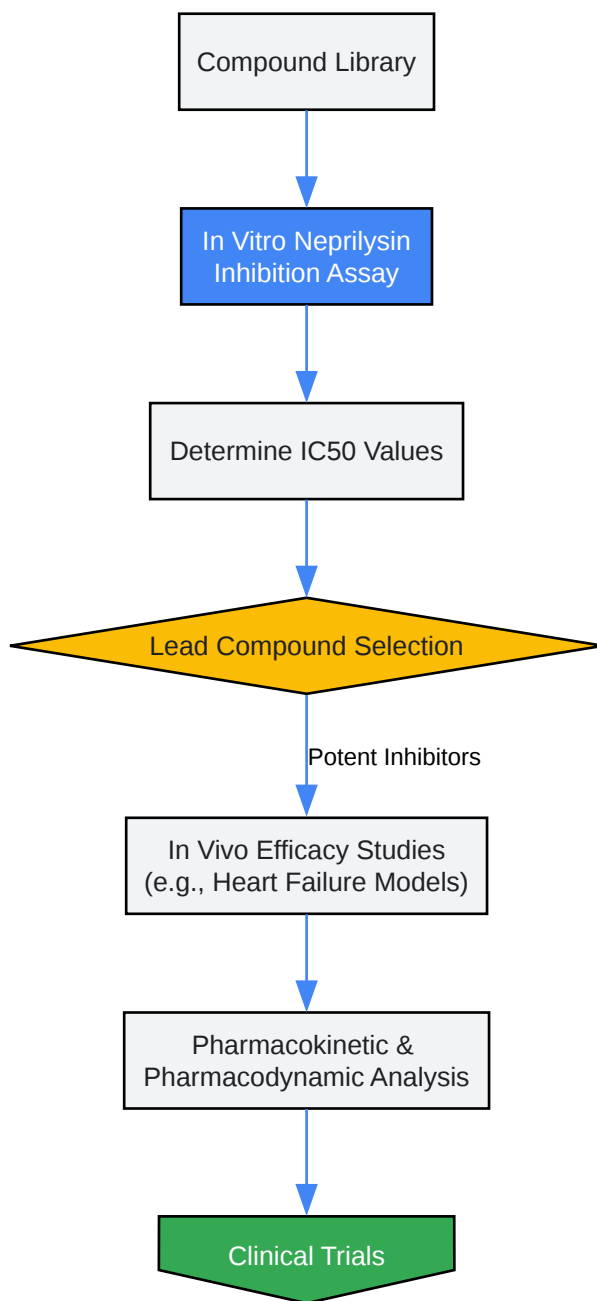 Compound Library
In Vitro Neprilysin
Inhibition Assay
Determine IC50 Values
Lead Compound Selection
Potent Inhibitors
In Vivo Efficacy Studies
(e.g., Heart Failure Models)
Pharmacokinetic &
Pharmacodynamic Analysis
Clinical Trials